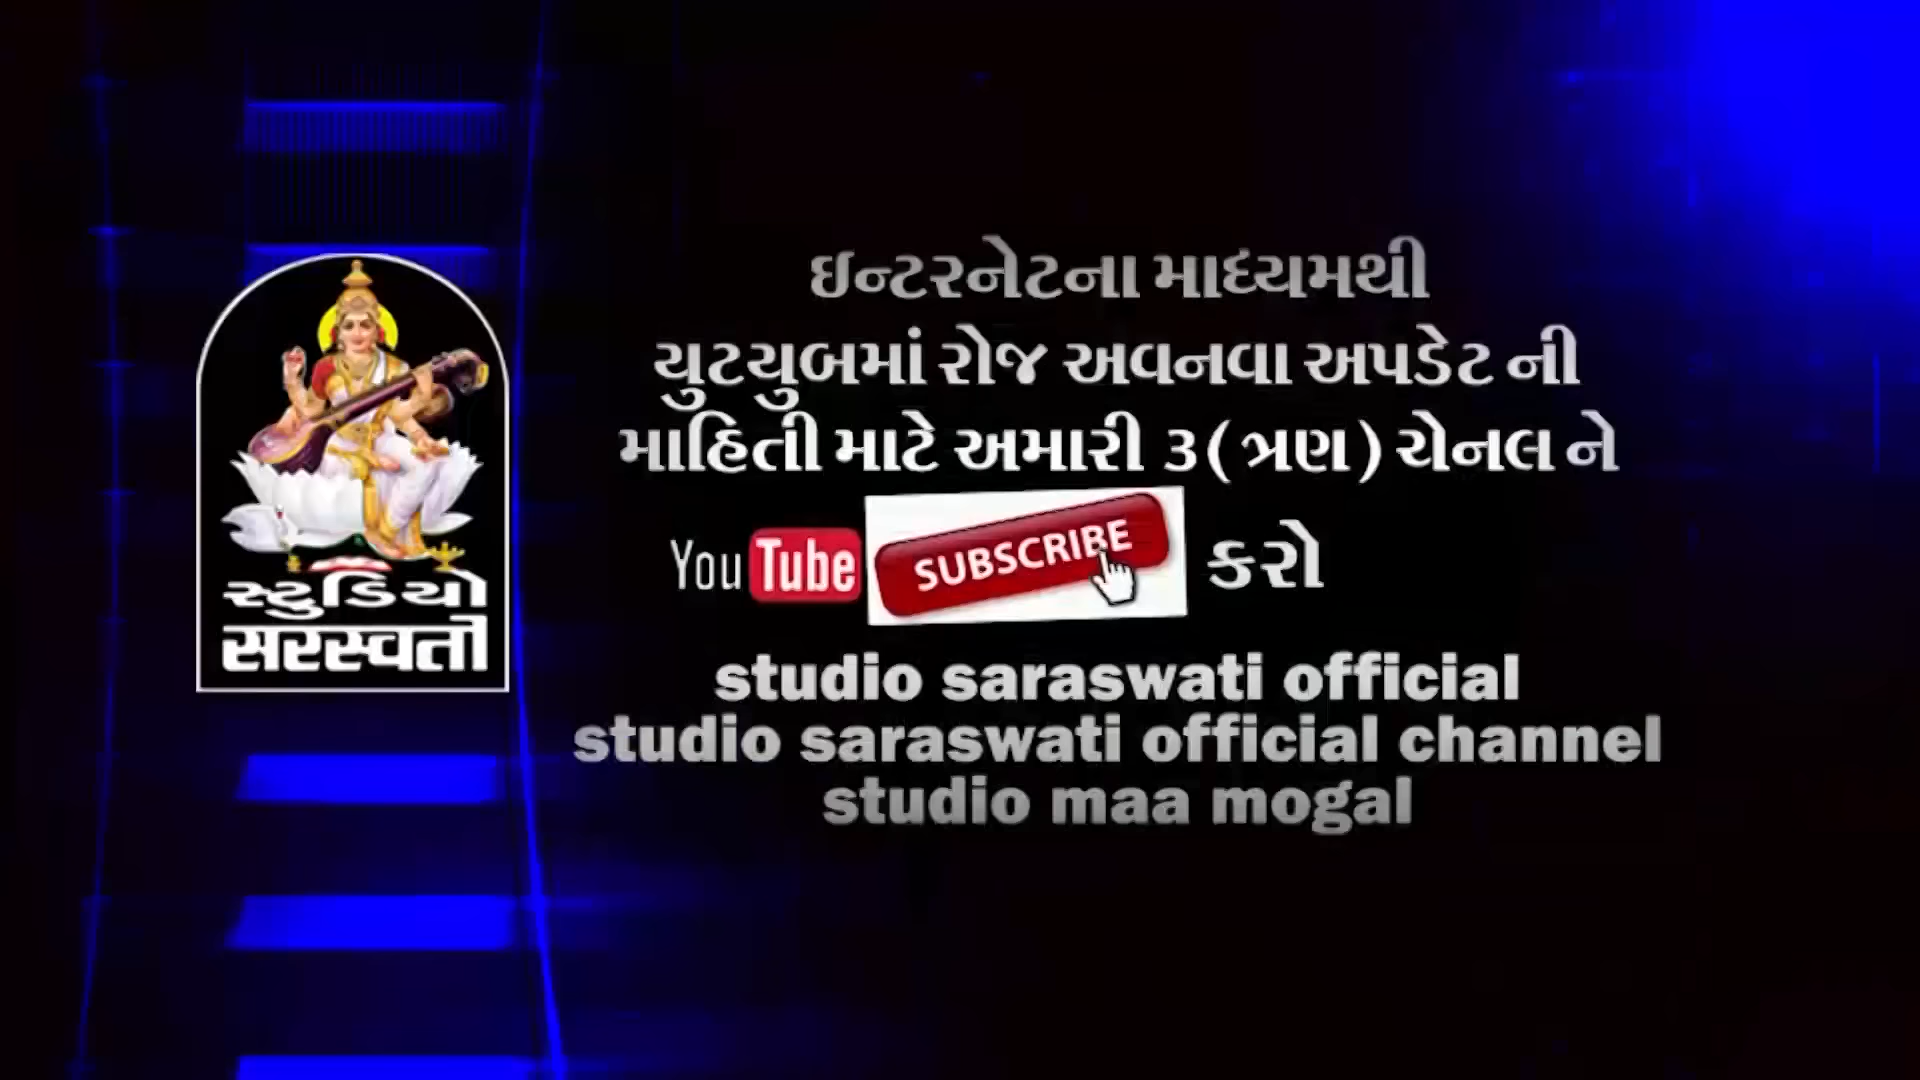 સ્ટુડિયો
સરસ્વતી
ઇન્ટરનેટના માધ્યમથી
યુટયુબમાં રોજ અવનવા અપડેટ ની
માહિતી માટે અમારી ૩ ( ત્રણ ) ચેનલ ને
YouTube SUBSCRIBE કરો
studio saraswati official
studio saraswati official channel
studio maa mogal